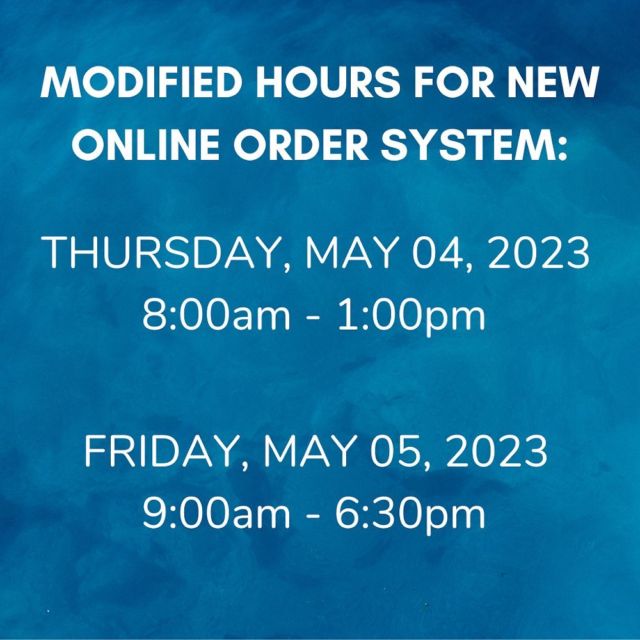 MODIFIED HOURS FOR NEW
ONLINE ORDER SYSTEM:
THURSDAY, MAY 04, 2023
8:00am - 1:00pm
FRIDAY, MAY 05, 2023
9:00am - 6:30pm